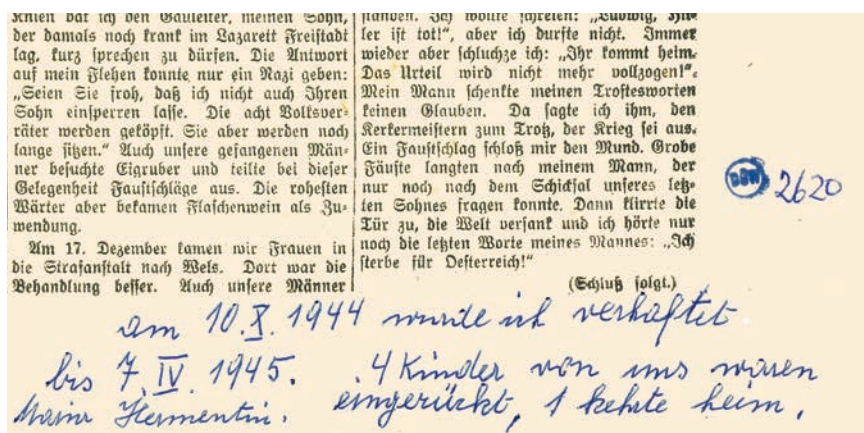 Knien bat ich den Gauleiter, meinen Sohn,
der damals noch krank im Lazarett Freistadt
lag, kurz sprechen zu dürfen. Die Antwort
auf mein Flehen konnte nur ein Nazi geben:
„Seien Sie froh, daß ich nicht auch Ihren
Sohn einsperren lasse. Die acht Volksver-
räter werden geköpft. Sie aber werden noch
lange sitzen.“ Auch unsere gefangenen Män-
ner besuchte Eigruber und teilte bei dieser
Gelegenheit Faustschläge aus. Die rohesten
Wärter aber bekamen Flaschenwein als Zu-
wendung.
Am 17. Dezember kamen wir Frauen in
die Strafanstalt nach Wels. Dort war die
Behandlung besser. Auch unsere Männer
standen. Ich wollte schreien: „Ludwig, Hit-
ler ist tot!“, aber ich durfte nicht. Immer
wieder aber schluchze ich: „Ihr kommt heim.
Das Urteil wird nicht mehr vollzogen!“.
Mein Mann schenkte meinen Trostesworten
keinen Glauben. Da sagte ich ihm, den
Kerkermeistern zum Trotz, der Krieg sei aus.
Ein Faustschlag schloß mir den Mund. Grobe
Fäuste langten nach meinem Mann, der
nur noch nach dem Schicksal unseres letz-
ten Sohnes fragen konnte. Dann klirrte die
Tür zu, die Welt versank und ich hörte nur
noch die letzten Worte meines Mannes: „Ich
sterbe für Oesterreich!“
(Schluß folgt.)
DÖW 2620
am 10.X.1944 wurde ich verhaftet
bis 7.IV.1945. 4 Kinder von uns waren
Maria Hermentin. eingerückt, 1 kehrte heim.